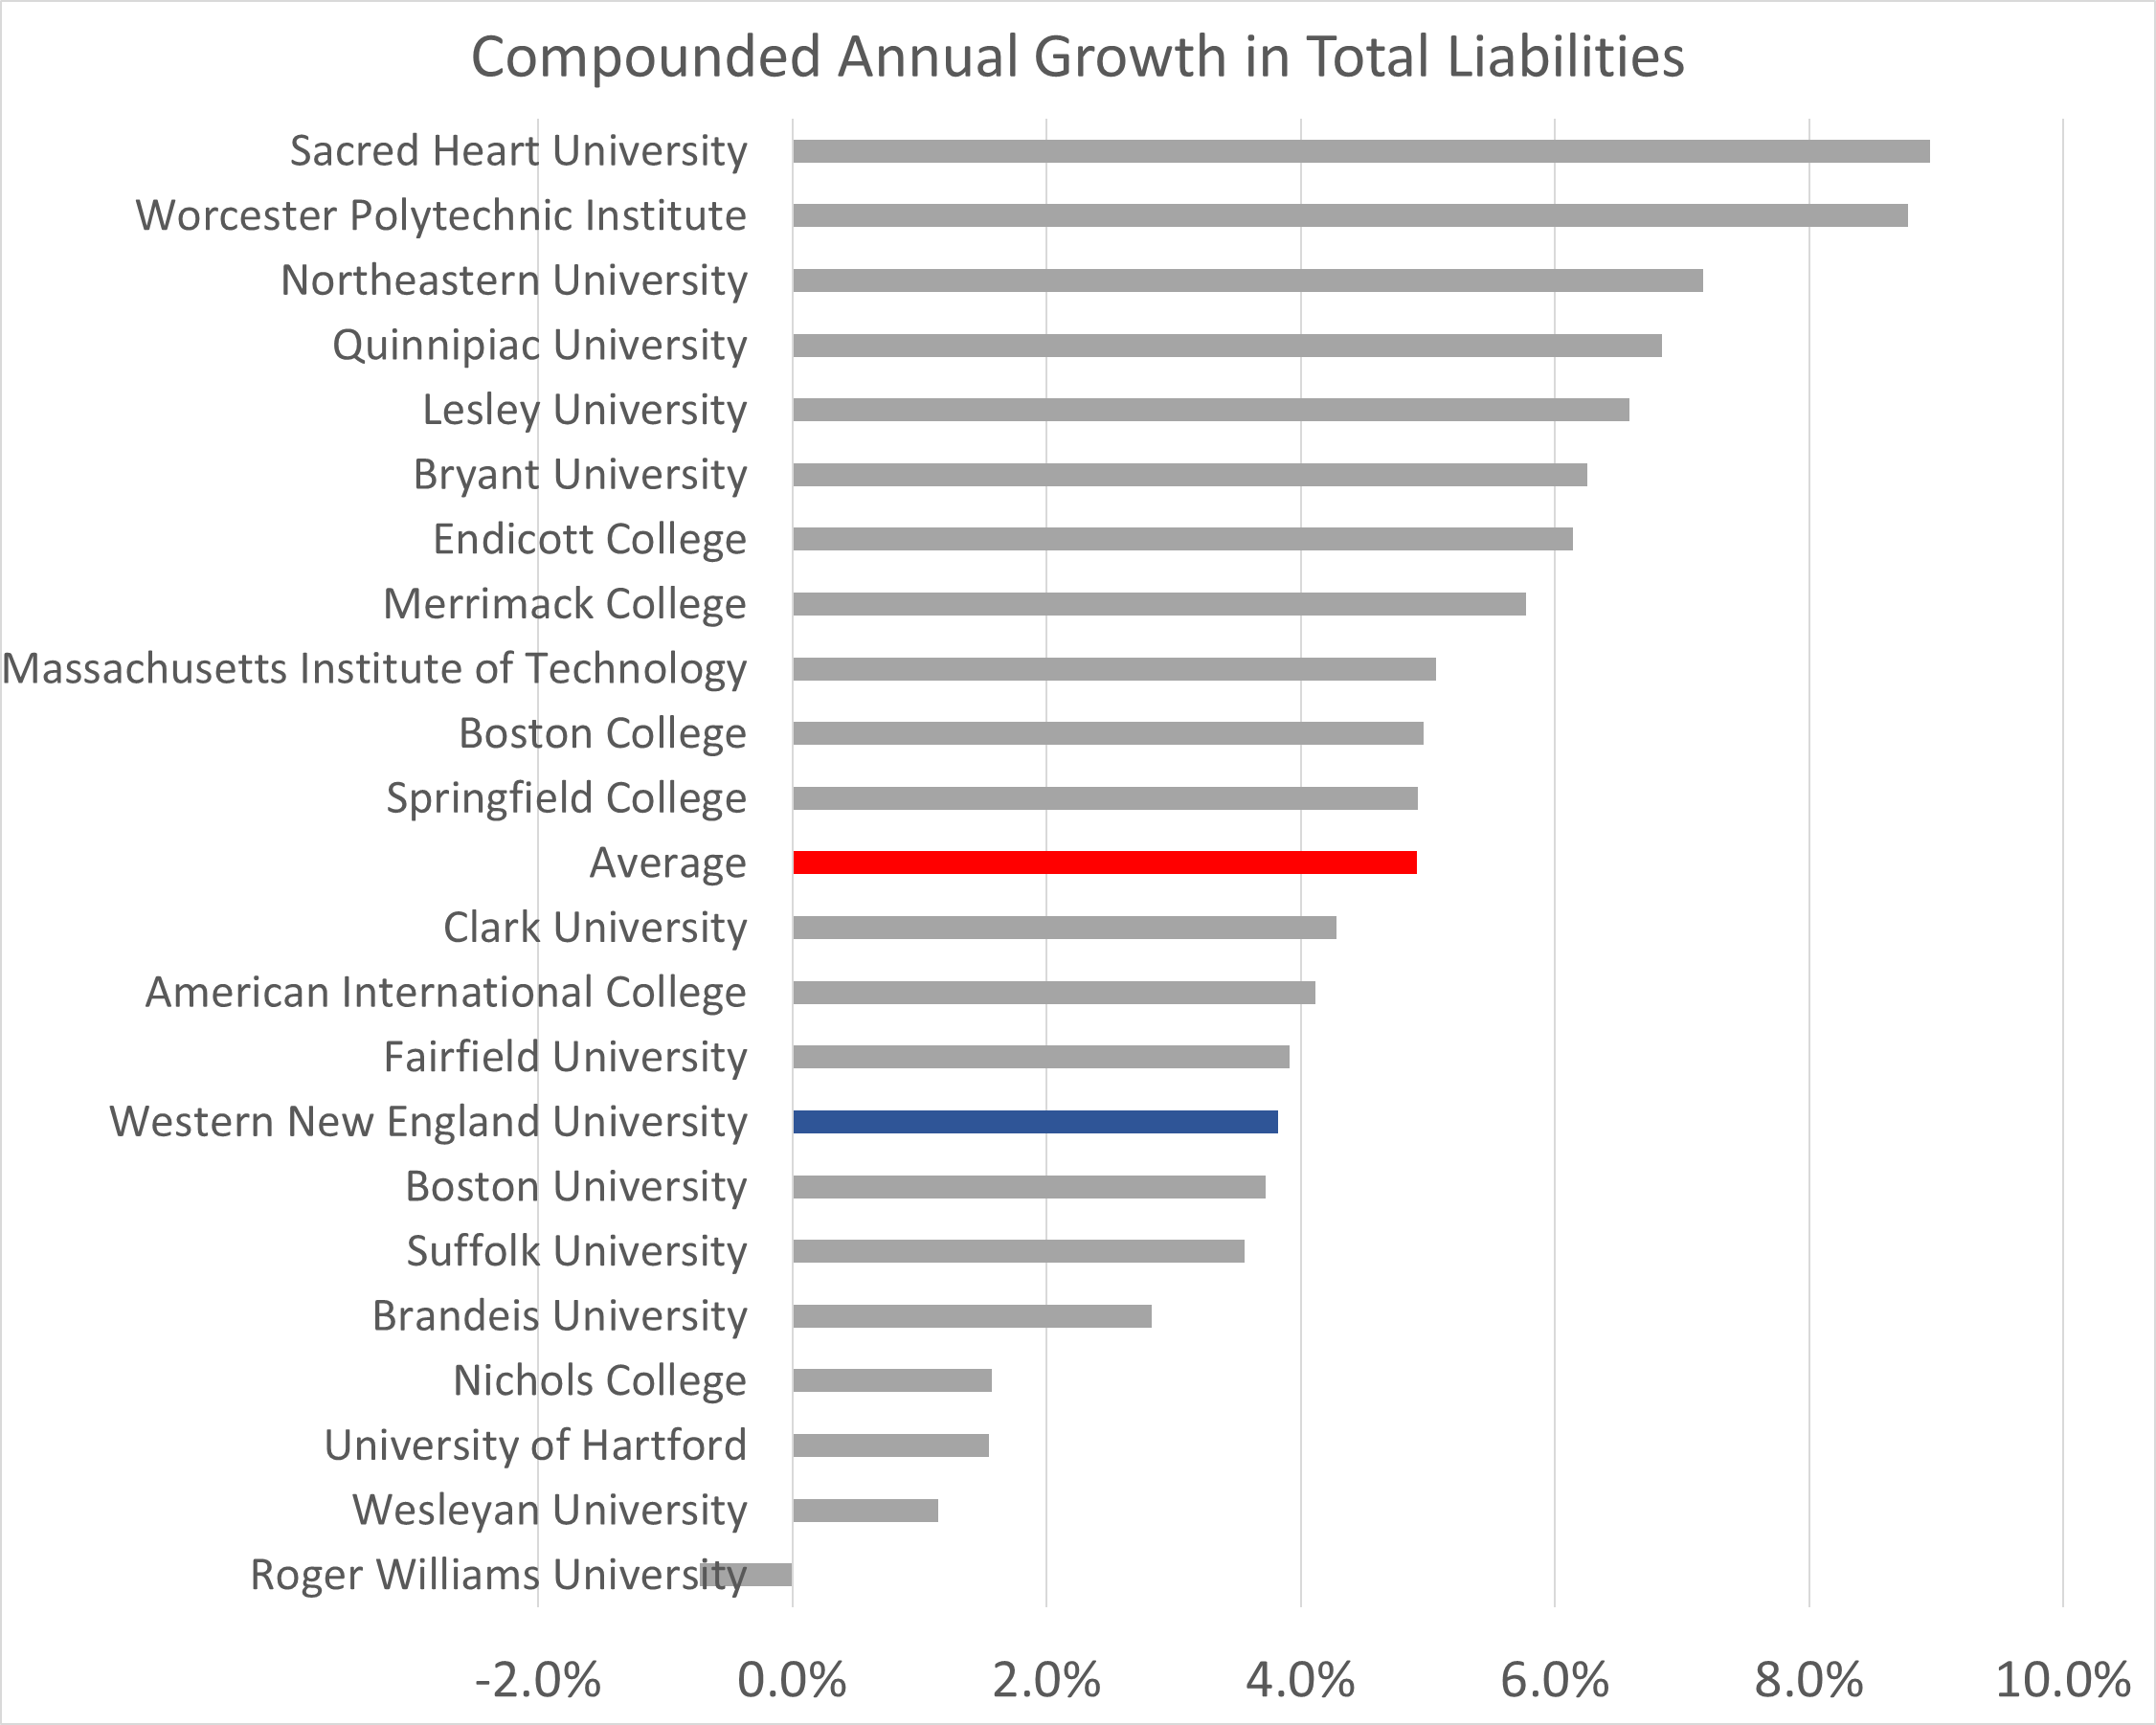 Compounded Annual Growth in Total Liabilities
Sacred Heart University
Worcester Polytechnic Institute
Northeastern University
Quinnipiac University
Lesley University
Bryant University
Endicott College
Merrimack College
Massachusetts Institute of Technology
Boston College
Springfield College
Average
Clark University
American International College
Fairfield University
Western New England University
Boston University
Suffolk University
Brandeis University
Nichols College
University of Hartford
Wesleyan University
Roger Williams University
-2.0% 0.0% 2.0% 4.0% 6.0% 8.0% 10.0%